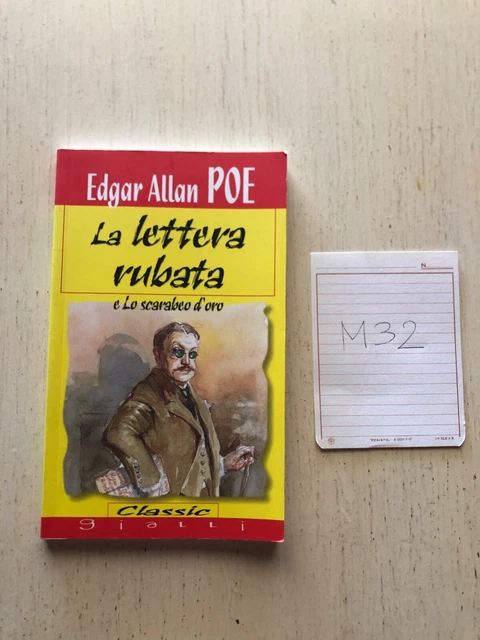 Edgar Allan POE
La lettera
rubata
e Lo scarabeo d'oro
Classic
gialli
N.
M32